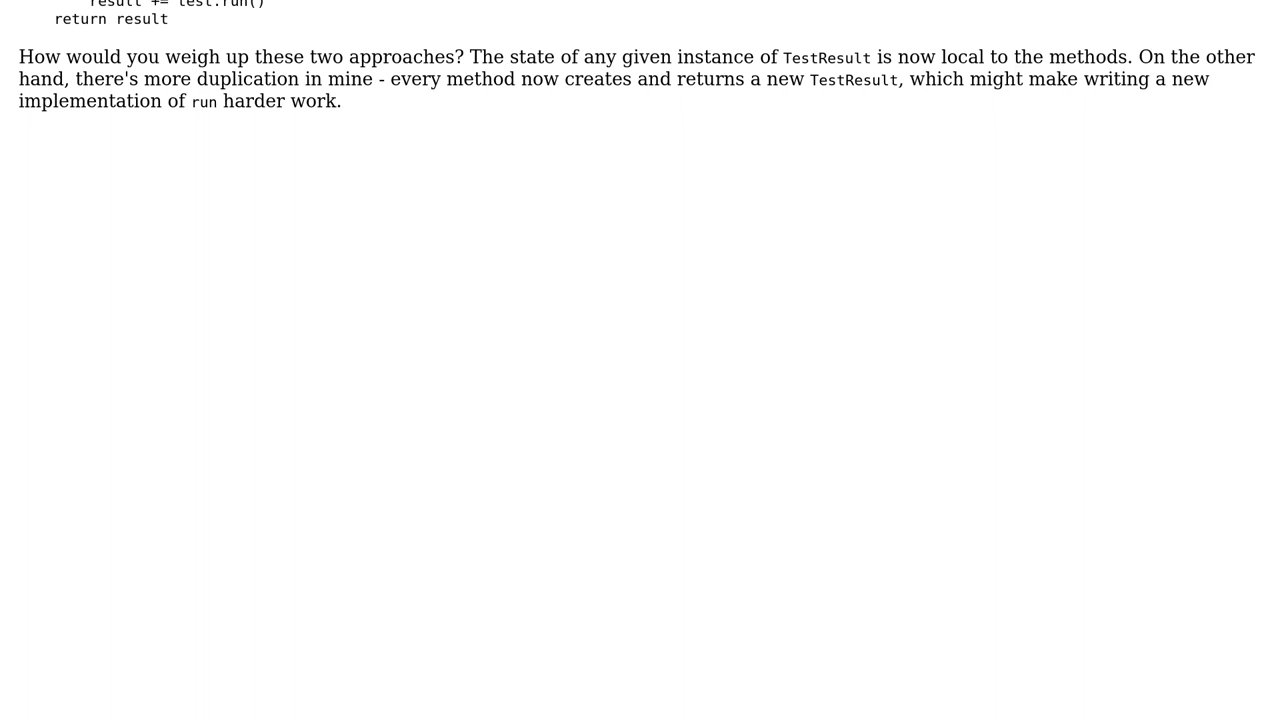 result += test.run()
return result
How would you weigh up these two approaches? The state of any given instance of TestResult is now local to the methods. On the other
hand, there's more duplication in mine - every method now creates and returns a new TestResult, which might make writing a new
implementation of run harder work.